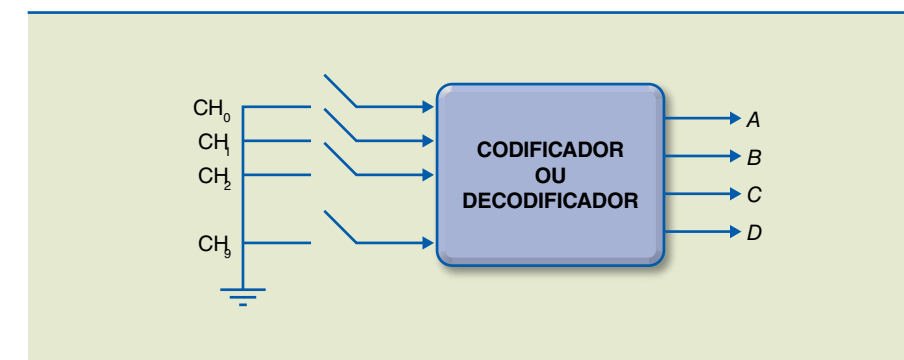 CH₀
CH₁
CH₂
CH₉
CODIFICADOR
OU
DECODIFICADOR
A
B
C
D